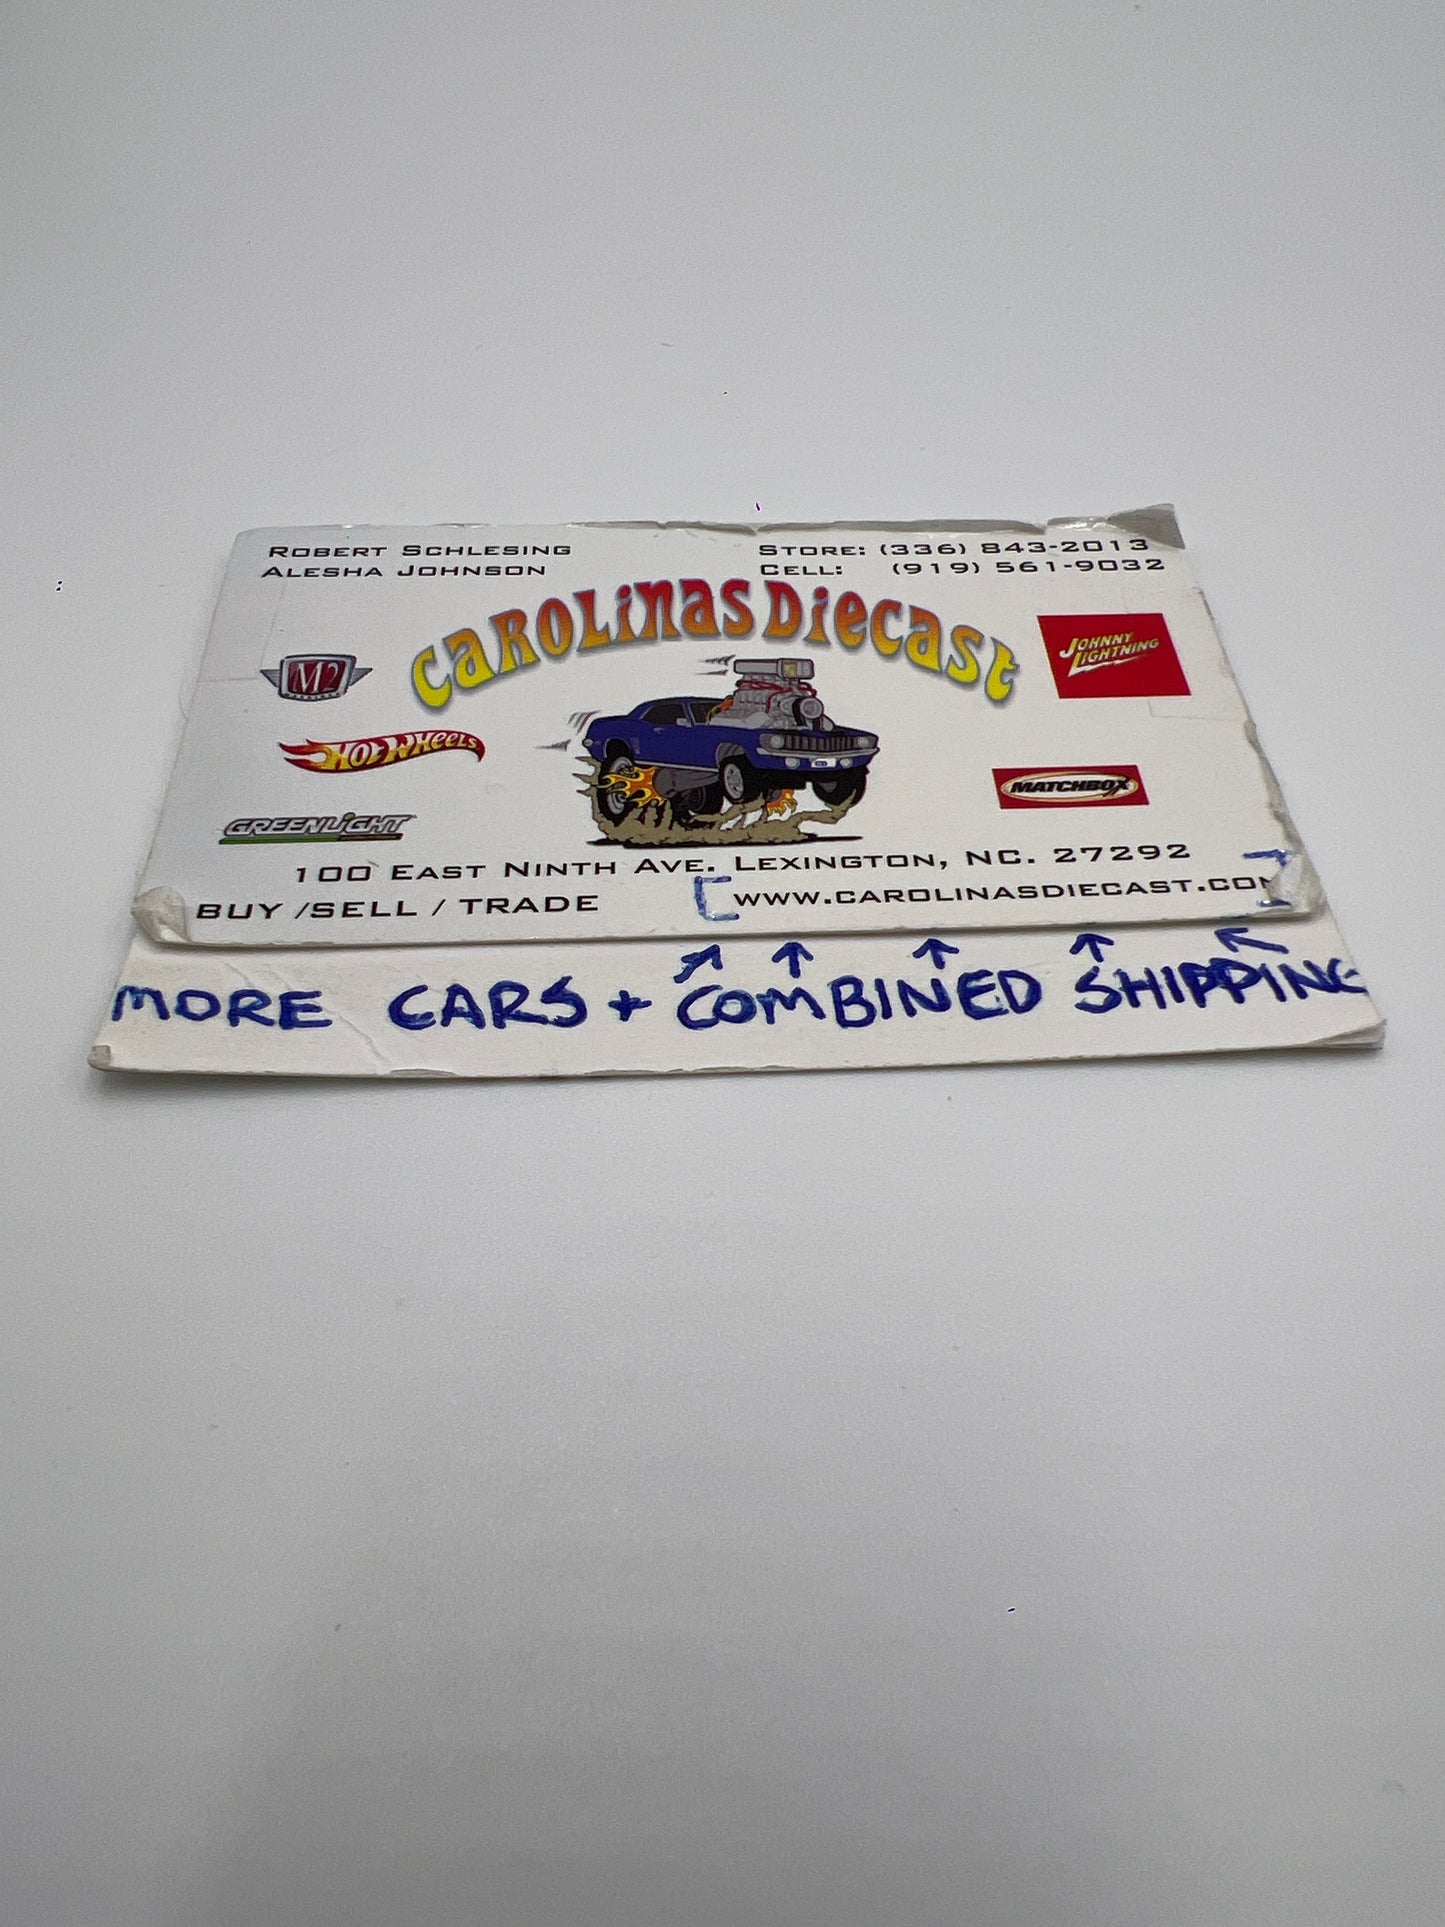 ROBERT SCHLESING
ALESHA JOHNSON
STORE: (336) 843-2013
CELL: (919) 561-9032
CAROLINAS DIECAST
M2
JOHNNY LIGHTNING
HOT WHEELS
MATCHBOX
GREENLIGHT
100 EAST NINTH AVE. LEXINGTON, NC. 27292
BUY /SELL / TRADE [WWW.CAROLINASDIECAST.COM]
MORE CARS + COMBINED SHIPPING